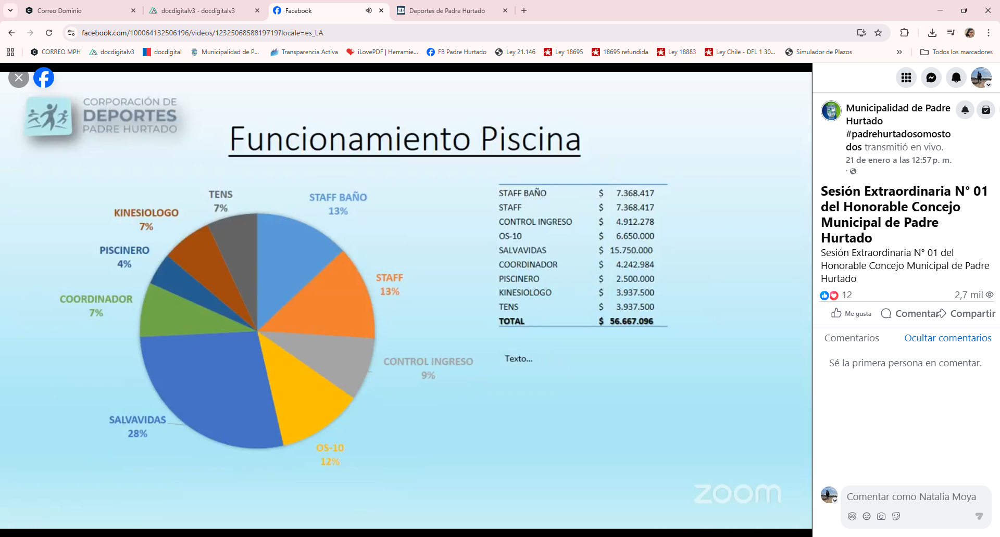 Correo Dominio
docdigitalv3 - docdigitalv3
Facebook
Deportes de Padre Hurtado
facebook.com/100064132506196/videos/1232506858819719?locale=es_LA
CORREO MPH
docdigitalv3
docdigital
Municipalidad de P...
Transparencia Activa
iLovePDF | Herramie...
FB Padre Hurtado
Ley 21.146
Ley 18695
18695 refundida
Ley 18883
Ley Chile - DFL 1 30...
Simulador de Plazos
Todos los marcadores
CORPORACIÓN DE
DEPORTES
PADRE HURTADO
Funcionamiento Piscina
TENS
7%
STAFF BAÑO
13%
KINESIOLOGO
7%
PISCINERO
4%
STAFF
13%
COORDINADOR
7%
CONTROL INGRESO
9%
SALVAVIDAS
28%
OS-10
12%
STAFF BAÑO $ 7.368.417
STAFF $ 7.368.417
CONTROL INGRESO $ 4.912.278
OS-10 $ 6.650.000
SALVAVIDAS $ 15.750.000
COORDINADOR $ 4.242.984
PISCINERO $ 2.500.000
KINESIOLOGO $ 3.937.500
TENS $ 3.937.500
TOTAL $ 56.667.096
Texto...
zoom
Municipalidad de Padre
Hurtado
#padrehurtadosomosto
dos transmitió en vivo.
21 de enero a las 12:57 p. m.
·
Sesión Extraordinaria N° 01
del Honorable Concejo
Municipal de Padre
Hurtado
Sesión Extraordinaria N° 01 del
Honorable Concejo Municipal de Padre
Hurtado
12
2,7 mil
Me gusta
Comentar
Compartir
Comentarios
Ocultar comentarios
Sé la primera persona en comentar.
Comentar como Natalia Moya